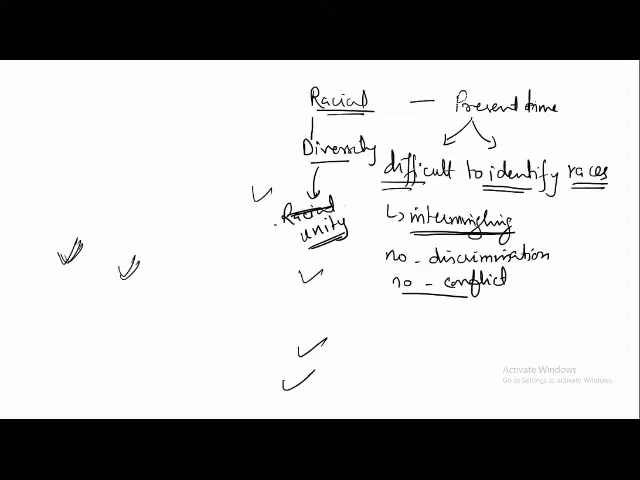 Racial — Present time
Diversity
difficult to identify races
Racial
unity
↳ intermingling
no - discrimination
no - conflict
Activate Windows
Go to Settings to activate Windows.